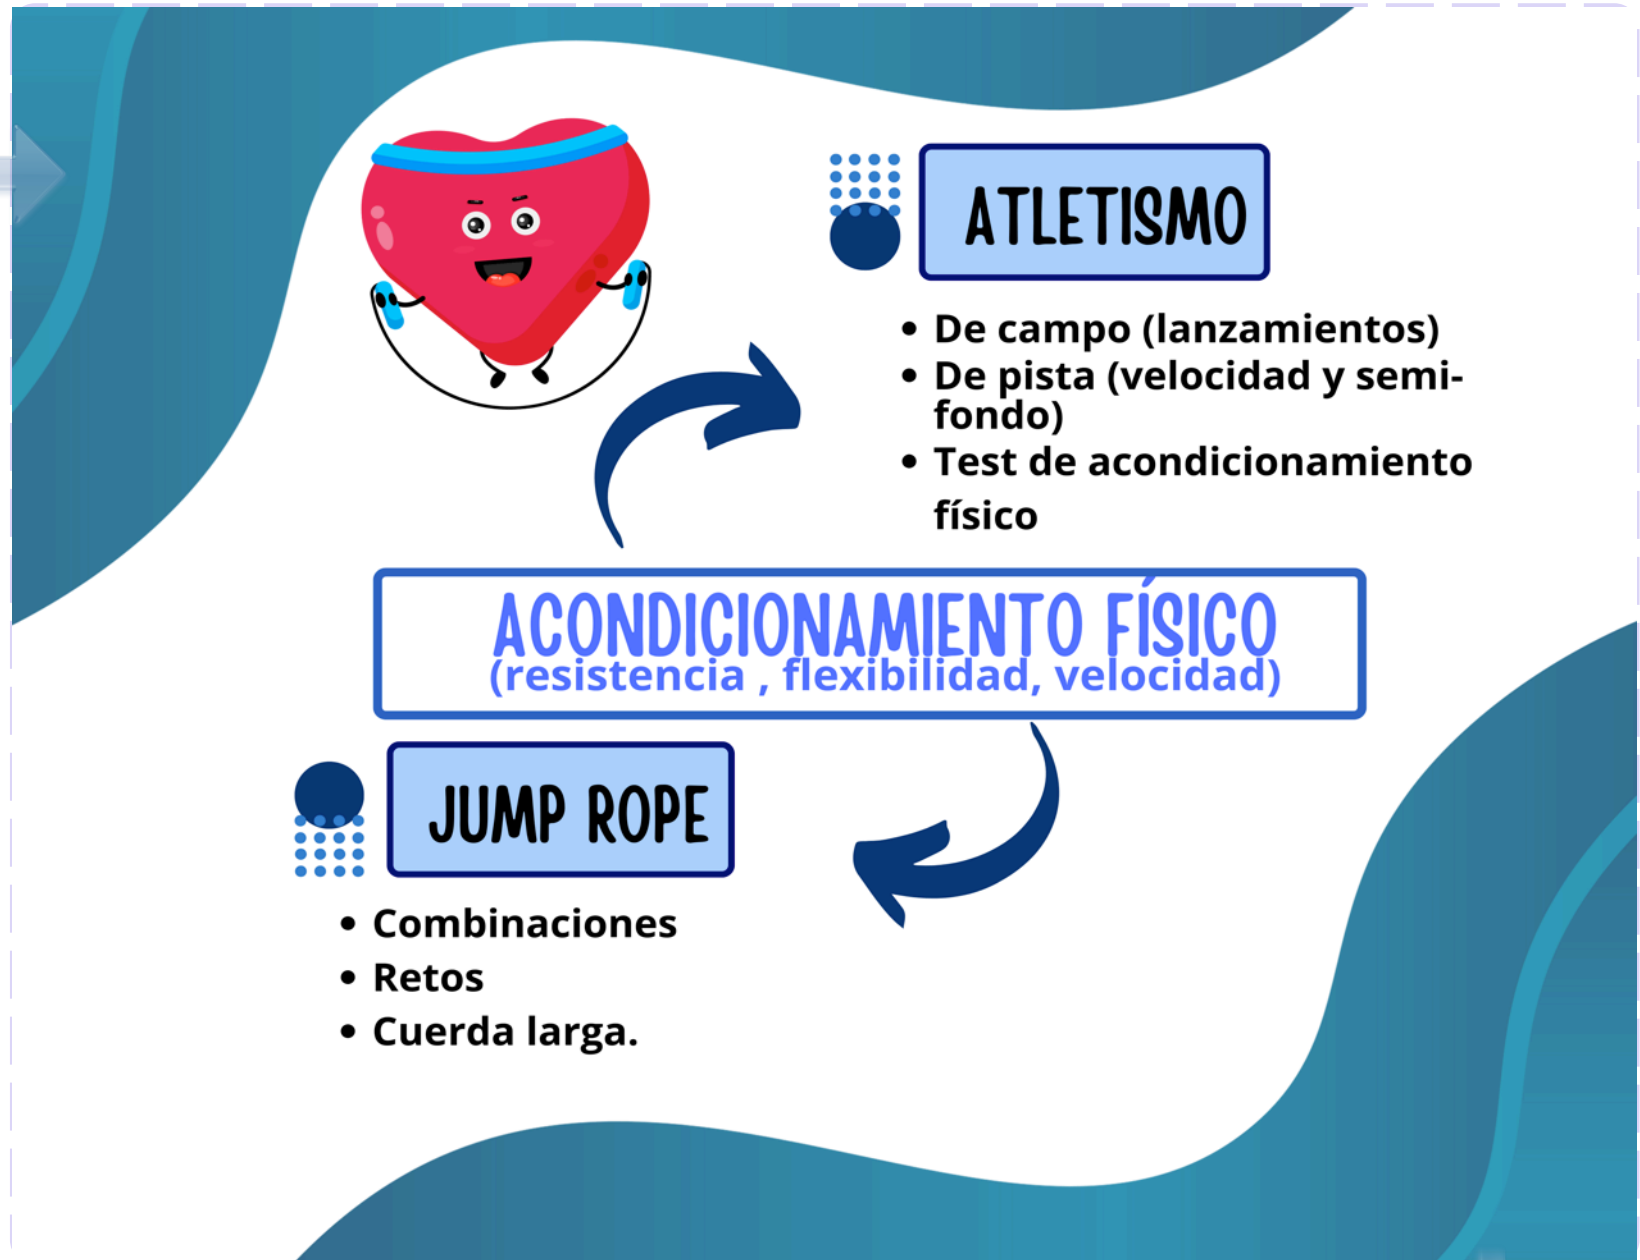 ATLETISMO
• De campo (lanzamientos)
• De pista (velocidad y semi-
fondo)
• Test de acondicionamiento
físico
ACONDICIONAMIENTO FÍSICO
(resistencia , flexibilidad, velocidad)
JUMP ROPE
• Combinaciones
• Retos
• Cuerda larga.